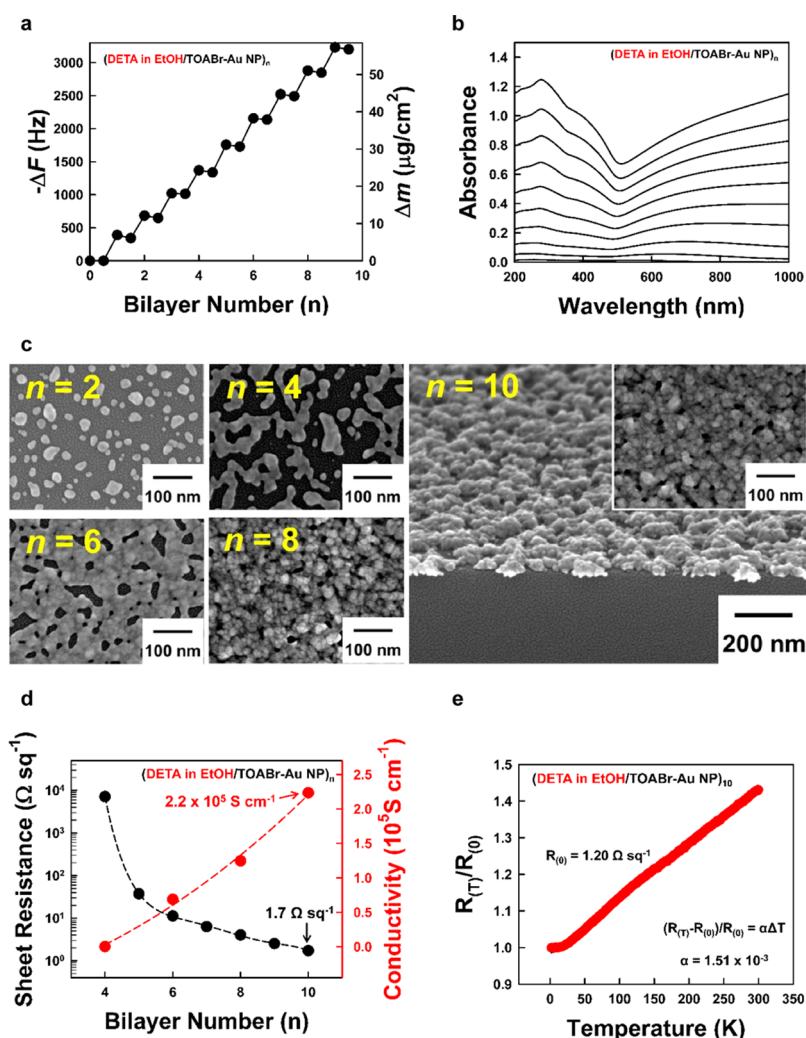 a
(DETA in EtOH/TOABr-Au NP)n
-ΔF (Hz)
3000
2500
2000
1500
1000
500
0
50
40
30
20
10
0
Δm (μg/cm²)
0 2 4 6 8 10
Bilayer Number (n)
b
(DETA in EtOH/TOABr-Au NP)n
Absorbance
1.4
1.2
1.0
0.8
0.6
0.4
0.2
0.0
200 400 600 800 1000
Wavelength (nm)
c
n = 2
100 nm
n = 4
100 nm
n = 10
100 nm
n = 6
100 nm
n = 8
100 nm
200 nm
d
(DETA in EtOH/TOABr-Au NP)n
2.2 x 10⁵ S cm⁻¹
1.7 Ω sq⁻¹
Sheet Resistance (Ω sq⁻¹)
10⁴
10³
10²
10¹
10⁰
2.5
2.0
1.5
1.0
0.5
0.0
Conductivity (10⁵S cm⁻¹)
4 6 8 10
Bilayer Number (n)
e
(DETA in EtOH/TOABr-Au NP)10
R(0) = 1.20 Ω sq⁻¹
(R(T)-R(0))/R(0) = αΔT
α = 1.51 x 10⁻³
R(T)/R(0)
1.5
1.4
1.3
1.2
1.1
1.0
0.9
0 50 100 150 200 250 300 350
Temperature (K)